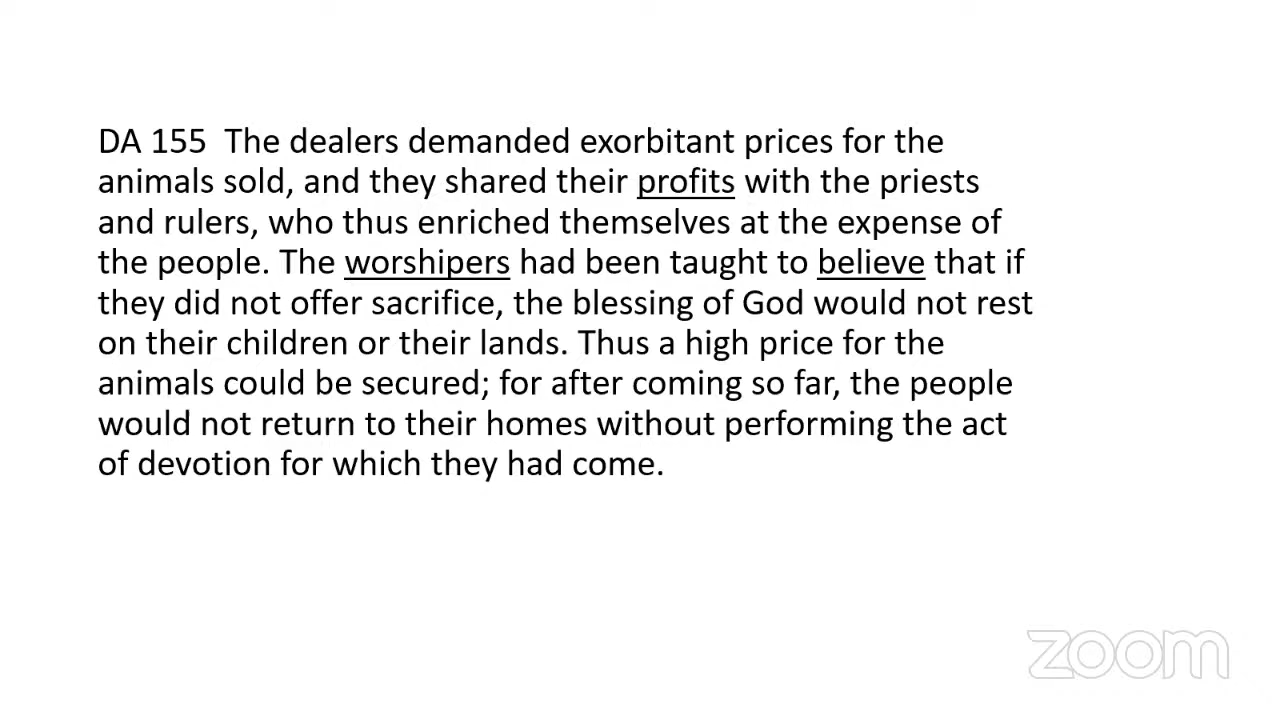 DA 155  The dealers demanded exorbitant prices for the
animals sold, and they shared their profits with the priests
and rulers, who thus enriched themselves at the expense of
the people. The worshipers had been taught to believe that if
they did not offer sacrifice, the blessing of God would not rest
on their children or their lands. Thus a high price for the
animals could be secured; for after coming so far, the people
would not return to their homes without performing the act
of devotion for which they had come.
zoom